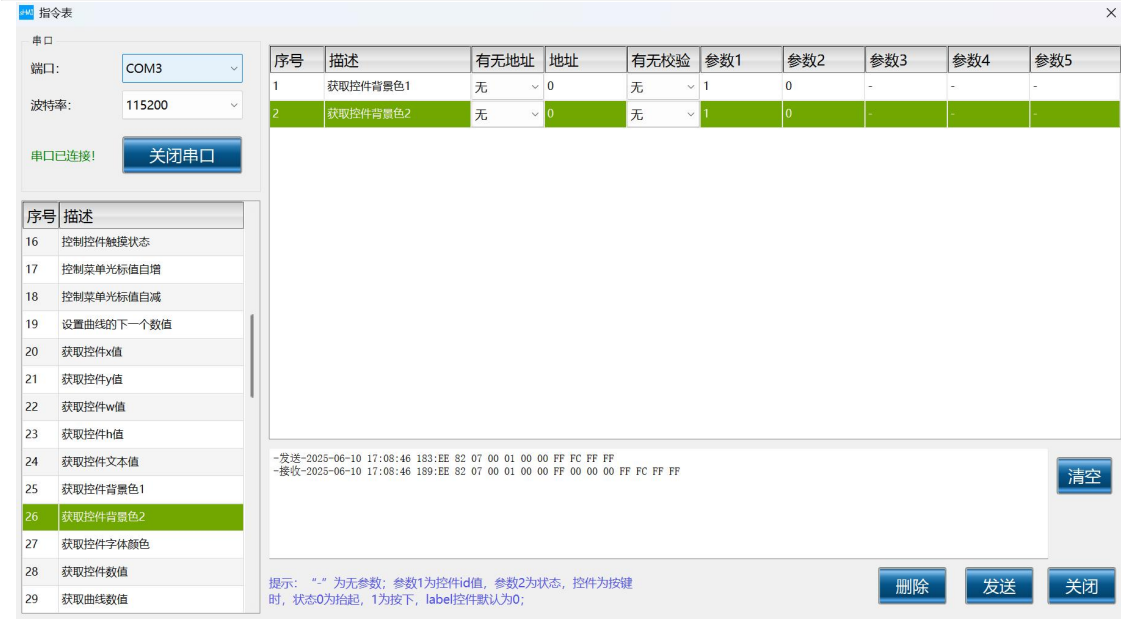 指令表
串口
端口:
COM3
波特率:
115200
串口已连接!
关闭串口
序号 描述
16 控制控件触摸状态
17 控制菜单光标值自增
18 控制菜单光标值自减
19 设置曲线的下一个数值
20 获取控件x值
21 获取控件y值
22 获取控件w值
23 获取控件h值
24 获取控件文本值
25 获取控件背景色1
26 获取控件背景色2
27 获取控件字体颜色
28 获取控件数值
29 获取曲线数值
序号 描述 有无地址 地址 有无校验 参数1 参数2 参数3 参数4 参数5
1 获取控件背景色1 无 0 无 1 0 - - -
2 获取控件背景色2 无 0 无 1 0 - - -
-发送-2025-06-10 17:08:46 183:EE 82 07 00 01 00 00 FF FC FF FF
-接收-2025-06-10 17:08:46 189:EE 82 07 00 01 00 00 FF 00 00 00 FF FC FF FF
清空
提示: “-”为无参数; 参数1为控件id值, 参数2为状态, 控件为按键
时, 状态0为抬起, 1为按下, label控件默认为0;
删除
发送
关闭